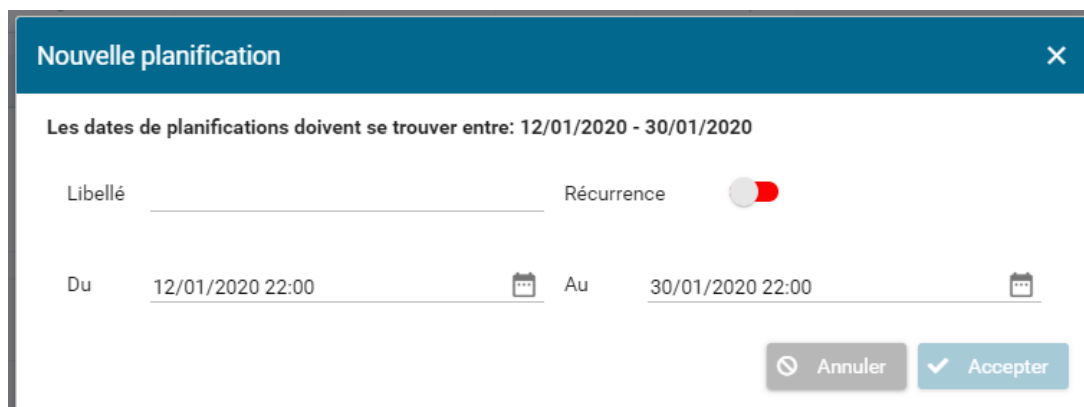 Nouvelle planification
Les dates de planifications doivent se trouver entre: 12/01/2020 - 30/01/2020
Libellé Récurrence
Du 12/01/2020 22:00 Au 30/01/2020 22:00
Annuler Accepter